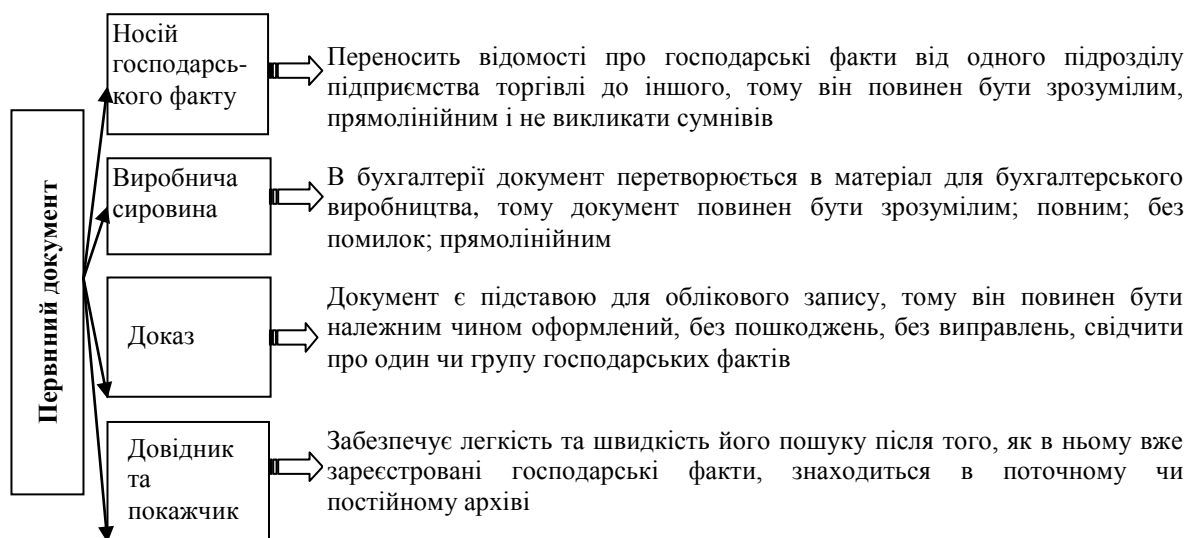 Первнний документ
Носій
господарсь-
кого факту
Переносить відомості про господарські факти від одного підрозділу
підприємства торгівлі до іншого, тому він повинен бути зрозумілим,
прямолінійним і не викликати сумнівів
Виробнича
сировина
В бухгалтерії документ перетворюється в матеріал для бухгалтерського
виробництва, тому документ повинен бути зрозумілим; повним; без
помилок; прямолінійним
Доказ
Документ є підставою для облікового запису, тому він повинен бути
належним чином оформлений, без пошкоджень, без виправлень, свідчити
про один чи групу господарських фактів
Довідник
та
покажчик
Забезпечує легкість та швидкість його пошуку після того, як в ньому вже
зареєстровані господарські факти, знаходиться в поточному чи
постійному архіві